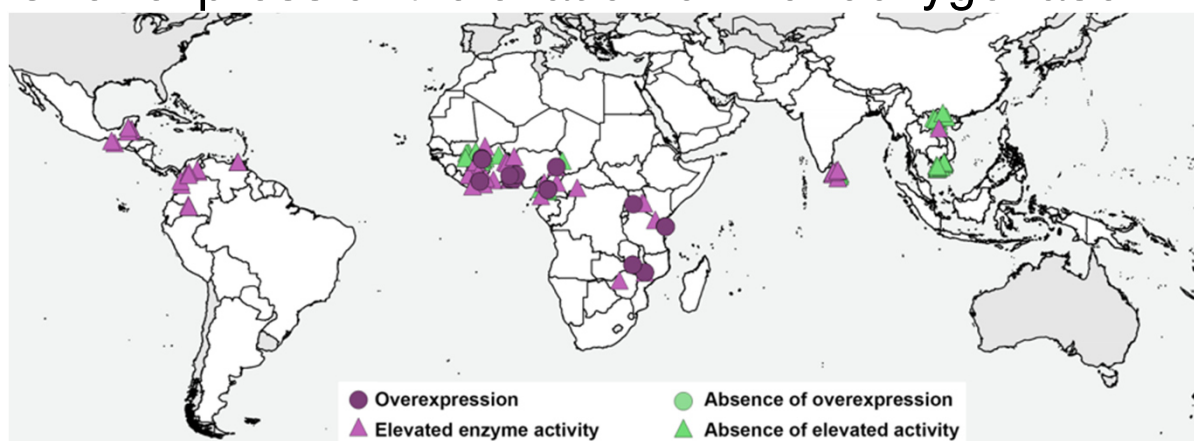 Overexpression
Absence of overexpression
Elevated enzyme activity
Absence of elevated activity